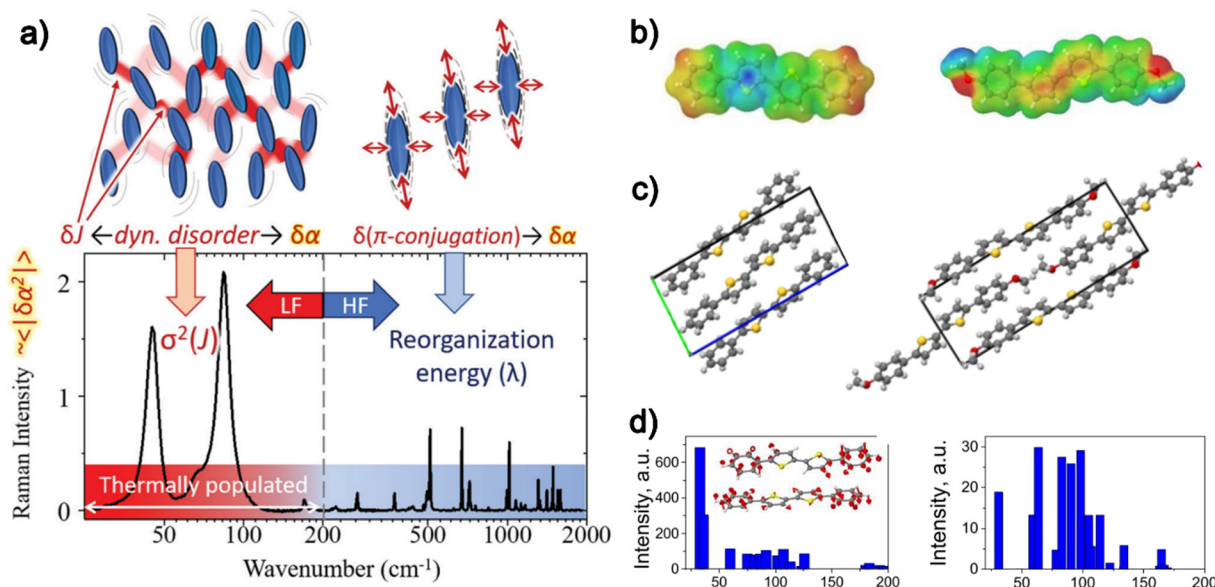 a)
δJ ←dyn. disorder→ δα
δ(π-conjugation)→ δα
Raman Intensity ~<|δα²|>
2
1
0
σ²(J)
LF
HF
Reorganization
energy (λ)
Thermally populated
50
100
200
500
1000
2000
Wavenumber (cm⁻¹)
b)
c)
d)
Intensity, a.u.
600
400
200
0
50
100
150
200
Intensity, a.u.
30
20
10
0
50
100
150
200